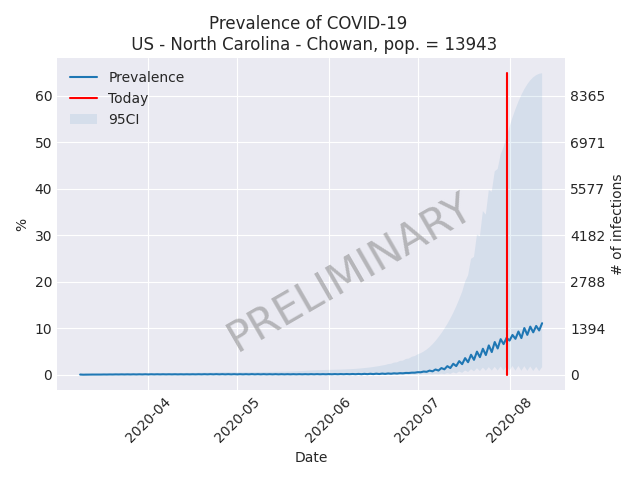 Prevalence of COVID-19
US - North Carolina - Chowan, pop. = 13943
Prevalence
Today
95CI
60
50
40
30
20
10
0
%
8365
6971
5577
4182
2788
1394
0
# of infections
PRELIMINARY
2020-04
2020-05
2020-06
2020-07
2020-08
Date